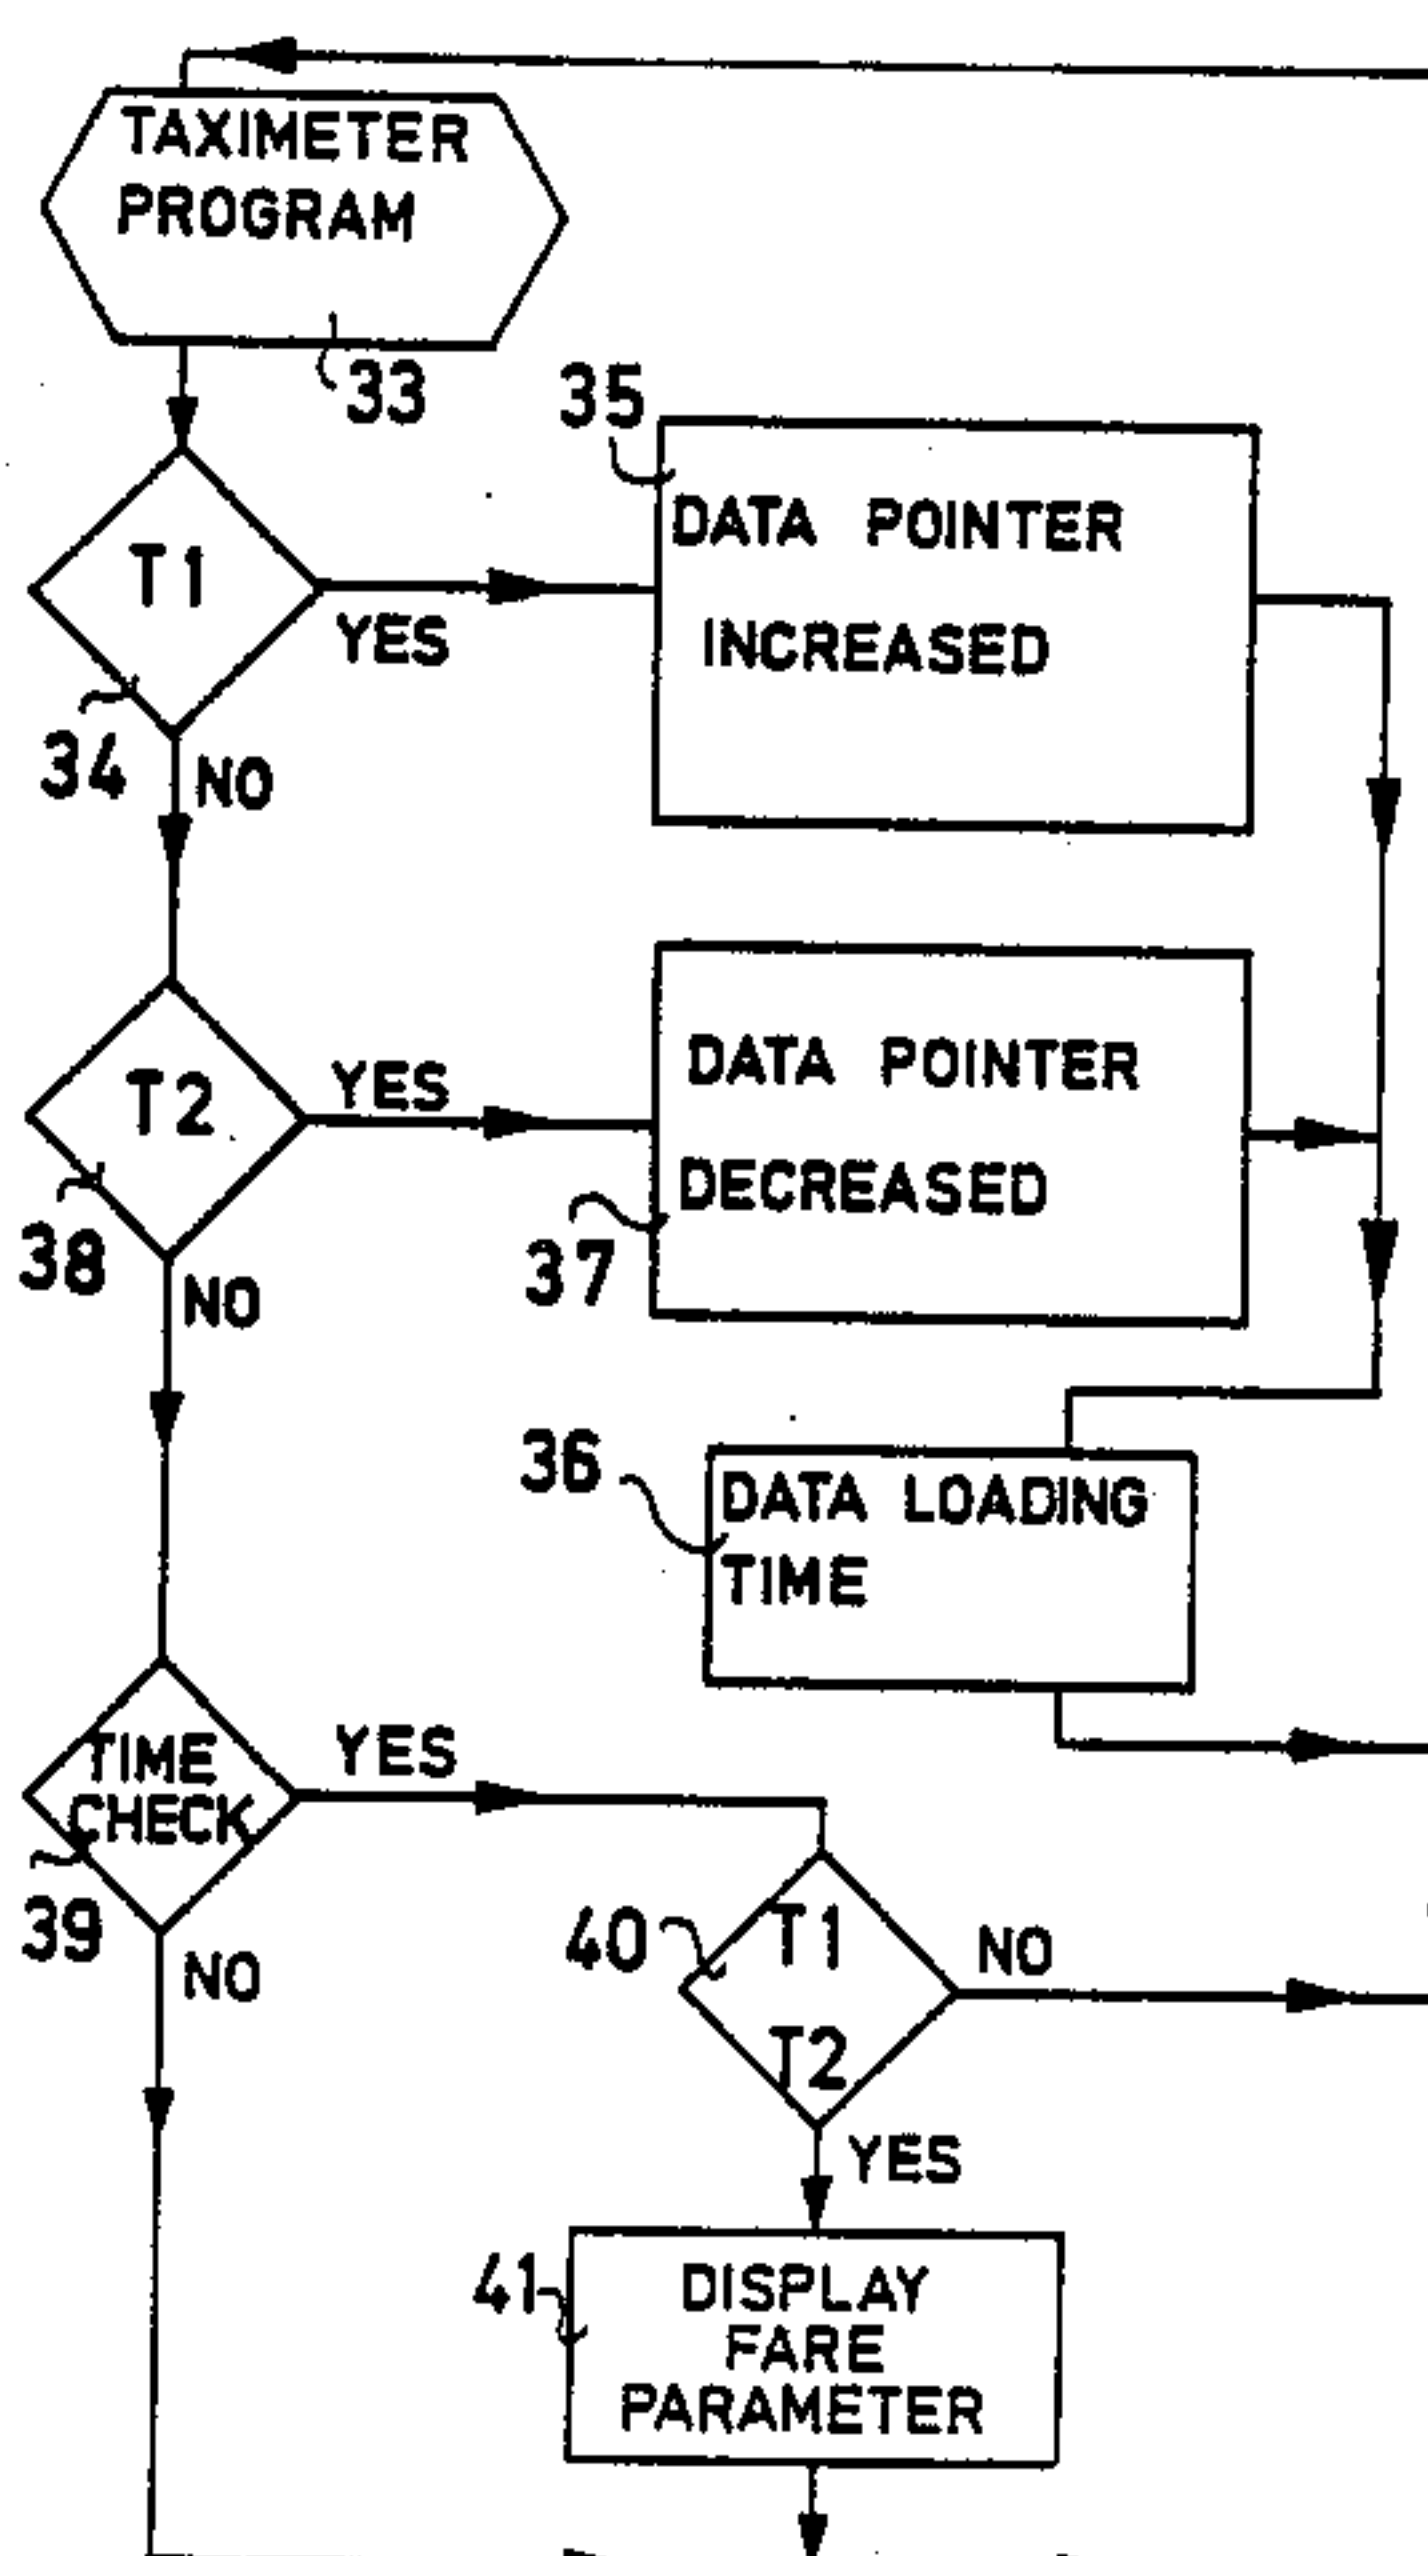 TAXIMETER
PROGRAM
33
35
DATA POINTER
INCREASED
T1
YES
34
NO
DATA POINTER
DECREASED
T2
YES
38
37
NO
36
DATA LOADING
TIME
TIME
CHECK
YES
39
NO
40
T1
T2
NO
YES
41
DISPLAY
FARE
PARAMETER